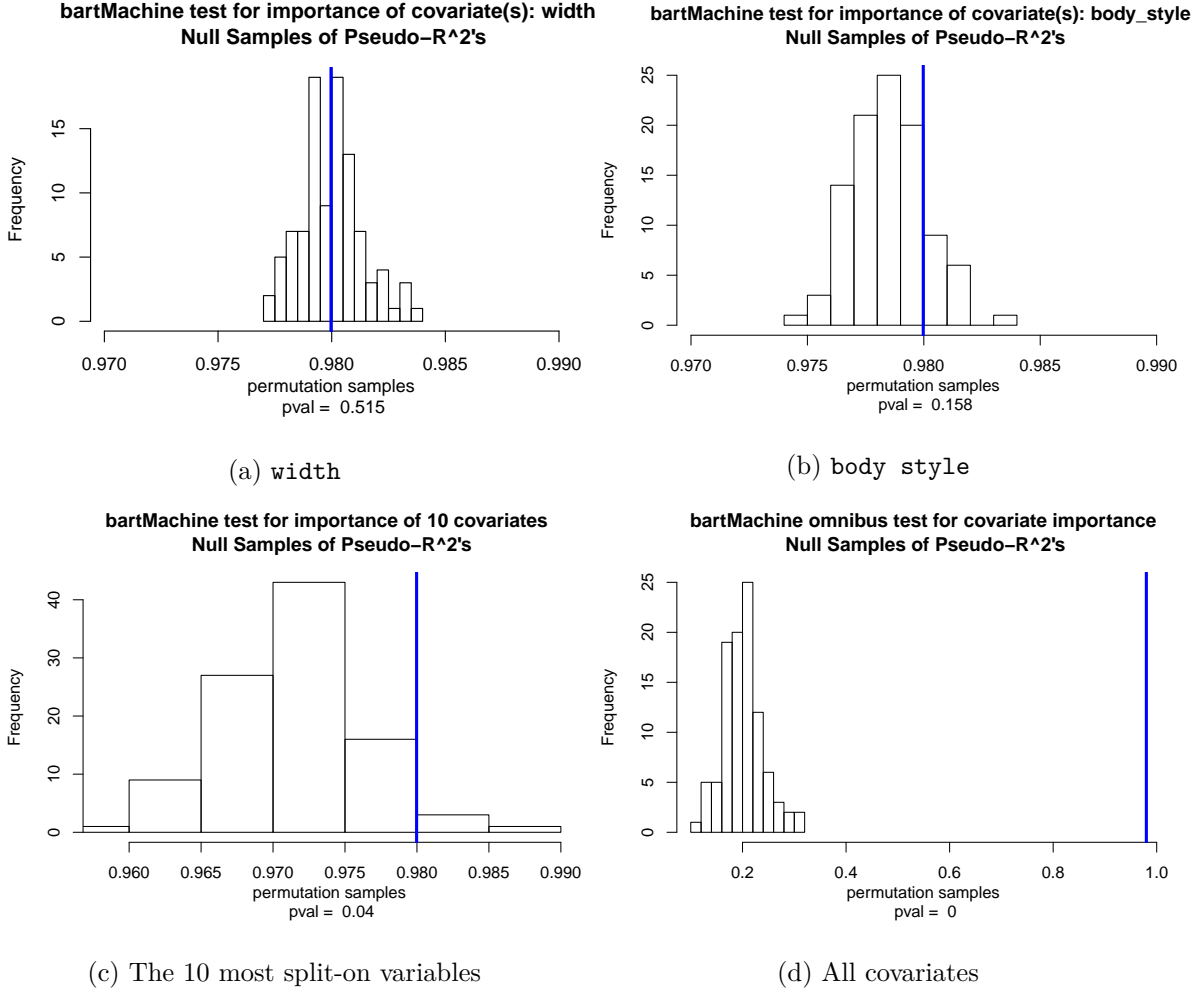 bartMachine test for importance of covariate(s): width
Null Samples of Pseudo−R^2's
Frequency
15
10
5
0
0.970 0.975 0.980 0.985 0.990
permutation samples
pval = 0.515
(a) width
bartMachine test for importance of covariate(s): body_style
Null Samples of Pseudo−R^2's
Frequency
25
20
15
10
5
0
0.970 0.975 0.980 0.985 0.990
permutation samples
pval = 0.158
(b) body style
bartMachine test for importance of 10 covariates
Null Samples of Pseudo−R^2's
Frequency
40
30
20
10
0
0.960 0.965 0.970 0.975 0.980 0.985 0.990
permutation samples
pval = 0.04
(c) The 10 most split-on variables
bartMachine omnibus test for covariate importance
Null Samples of Pseudo−R^2's
Frequency
25
20
15
10
5
0
0.2 0.4 0.6 0.8 1.0
permutation samples
pval = 0
(d) All covariates